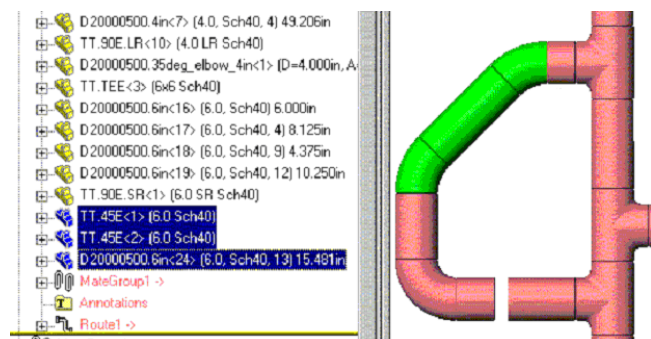 D20000500.4in<7> (4.0, Sch40, 4) 49.206in
TT.90E.LR<10> (4.0 LR Sch40)
D20000500.35deg_elbow_4in<1> (D=4.000in, A=
TT.TEE<3> (6x6 Sch40)
D20000500.6in<16> (6.0, Sch40) 6.000in
D20000500.6in<17> (6.0, Sch40, 4) 8.125in
D20000500.6in<18> (6.0, Sch40, 9) 4.375in
D20000500.6in<19> (6.0, Sch40, 12) 10.250in
TT.90E.SR<1> (6.0 SR Sch40)
TT.45E<1> (6.0 Sch40)
TT.45E<2> (6.0 Sch40)
D20000500.6in<24> (6.0, Sch40, 13) 15.481in
MateGroup1 ->
Annotations
Route1 ->